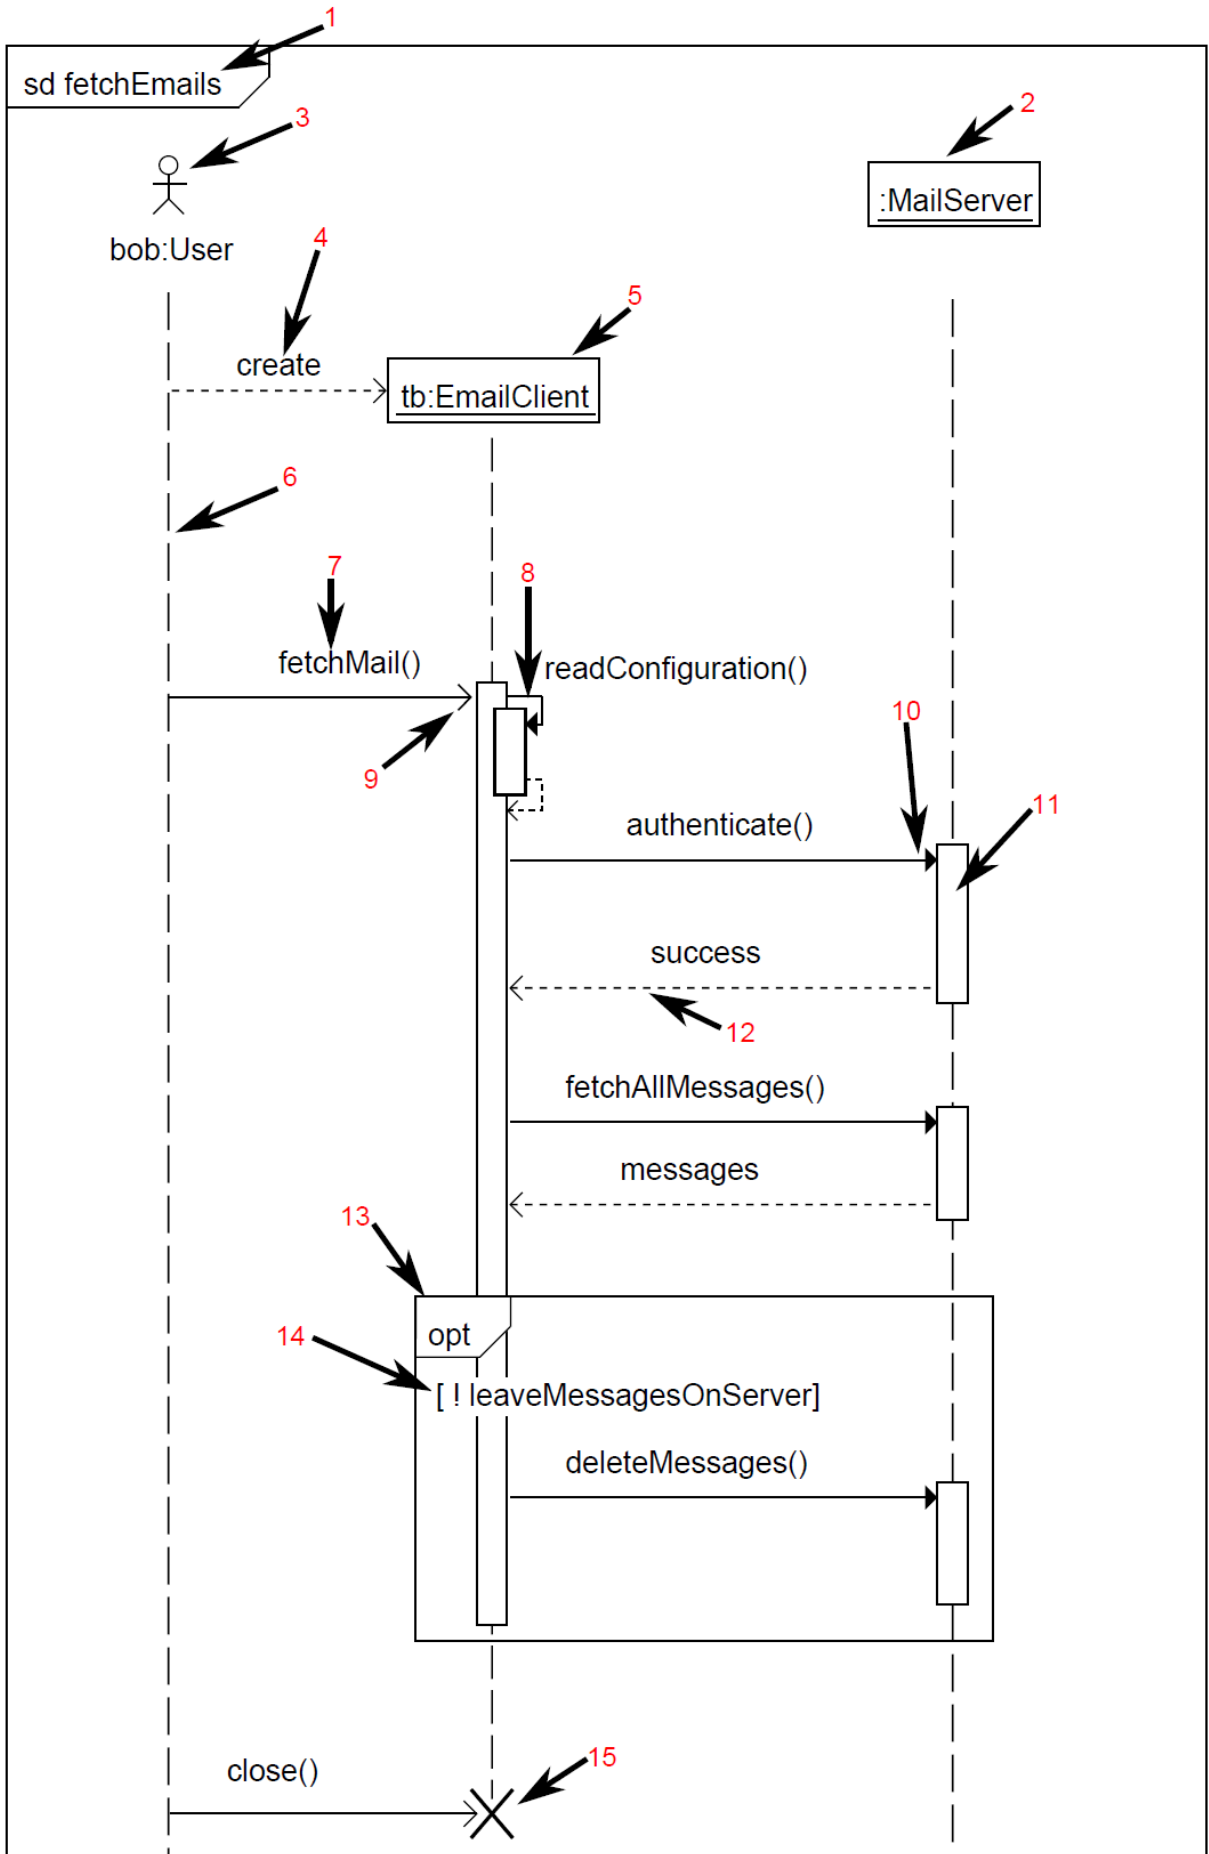 1
sd fetchEmails
2
3
:MailServer
bob:User
4
5
create
tb:EmailClient
6
7
8
fetchMail()
readConfiguration()
9
10
11
authenticate()
success
12
fetchAllMessages()
messages
13
opt
14
[ ! leaveMessagesOnServer]
deleteMessages()
15
close()